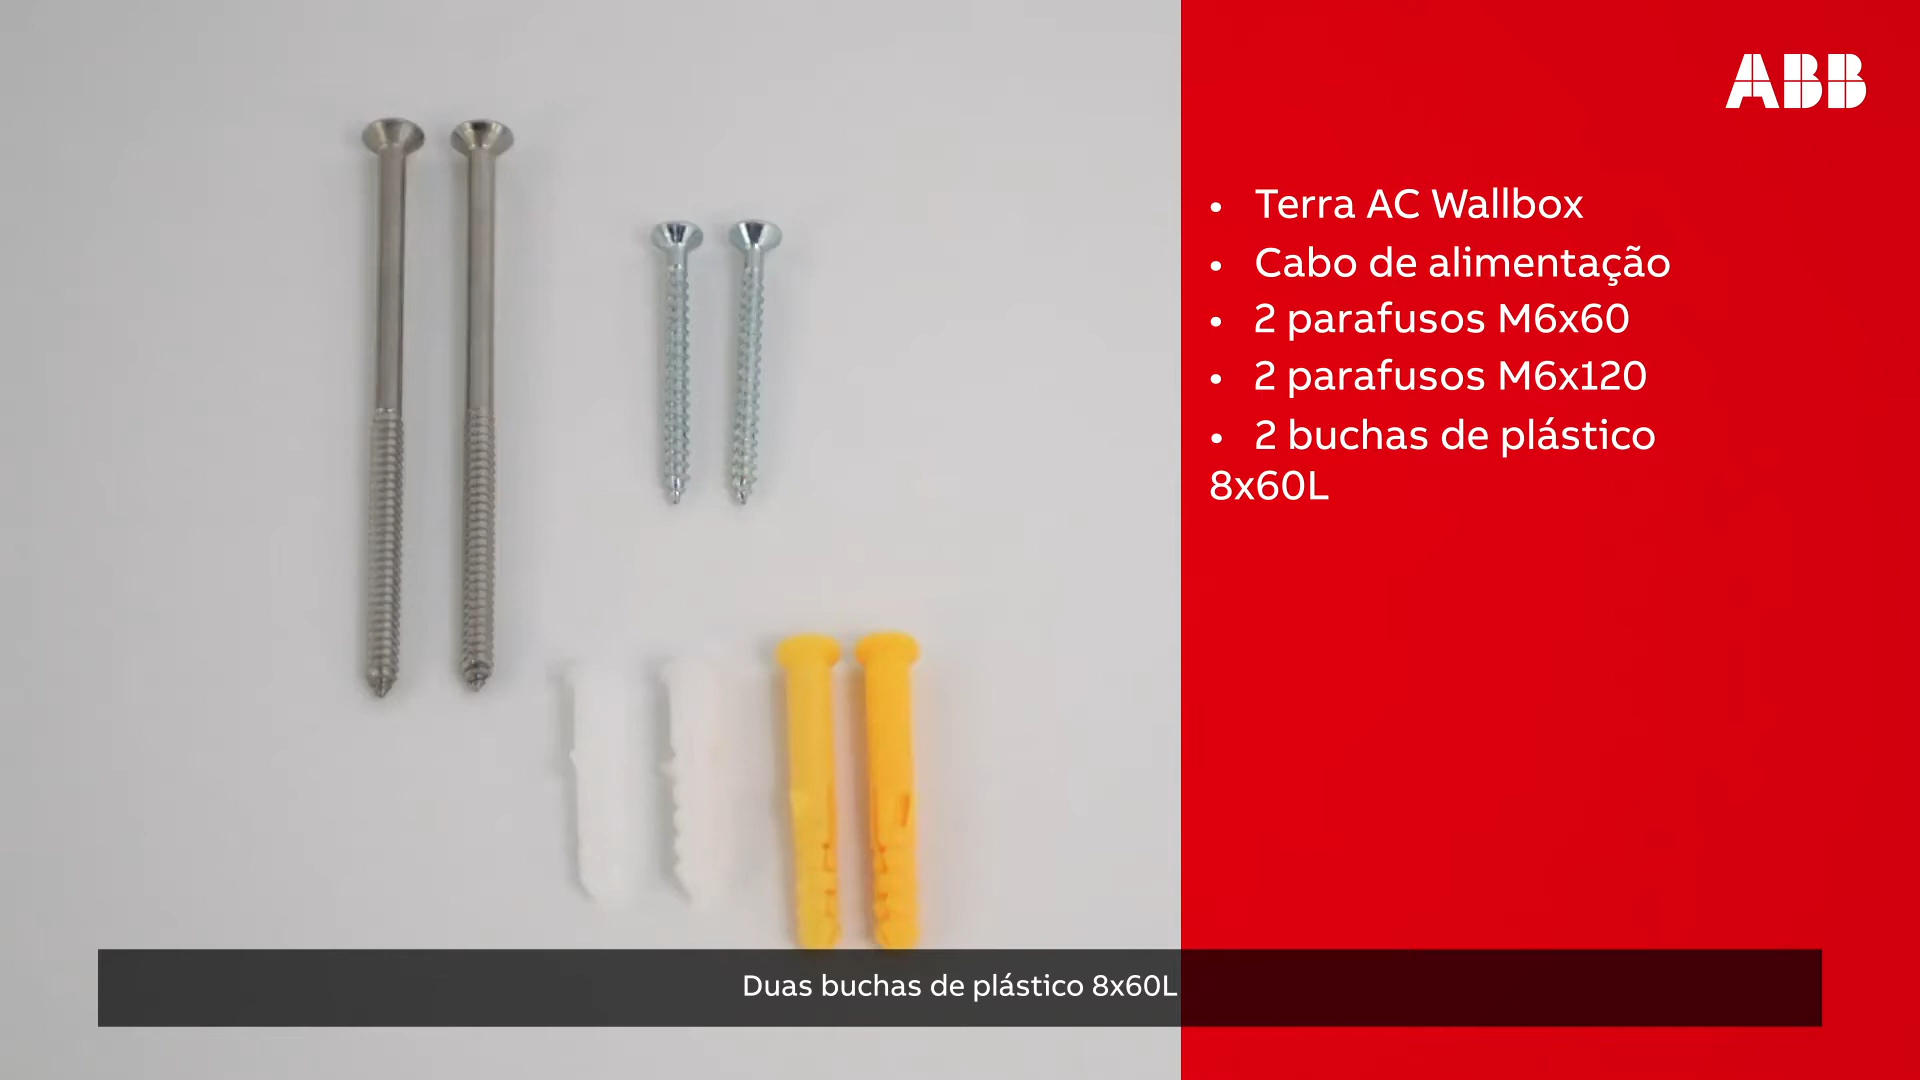 ABB
• Terra AC Wallbox
• Cabo de alimentação
• 2 parafusos M6x60
• 2 parafusos M6x120
• 2 buchas de plástico
8x60L
Duas buchas de plástico 8x60L